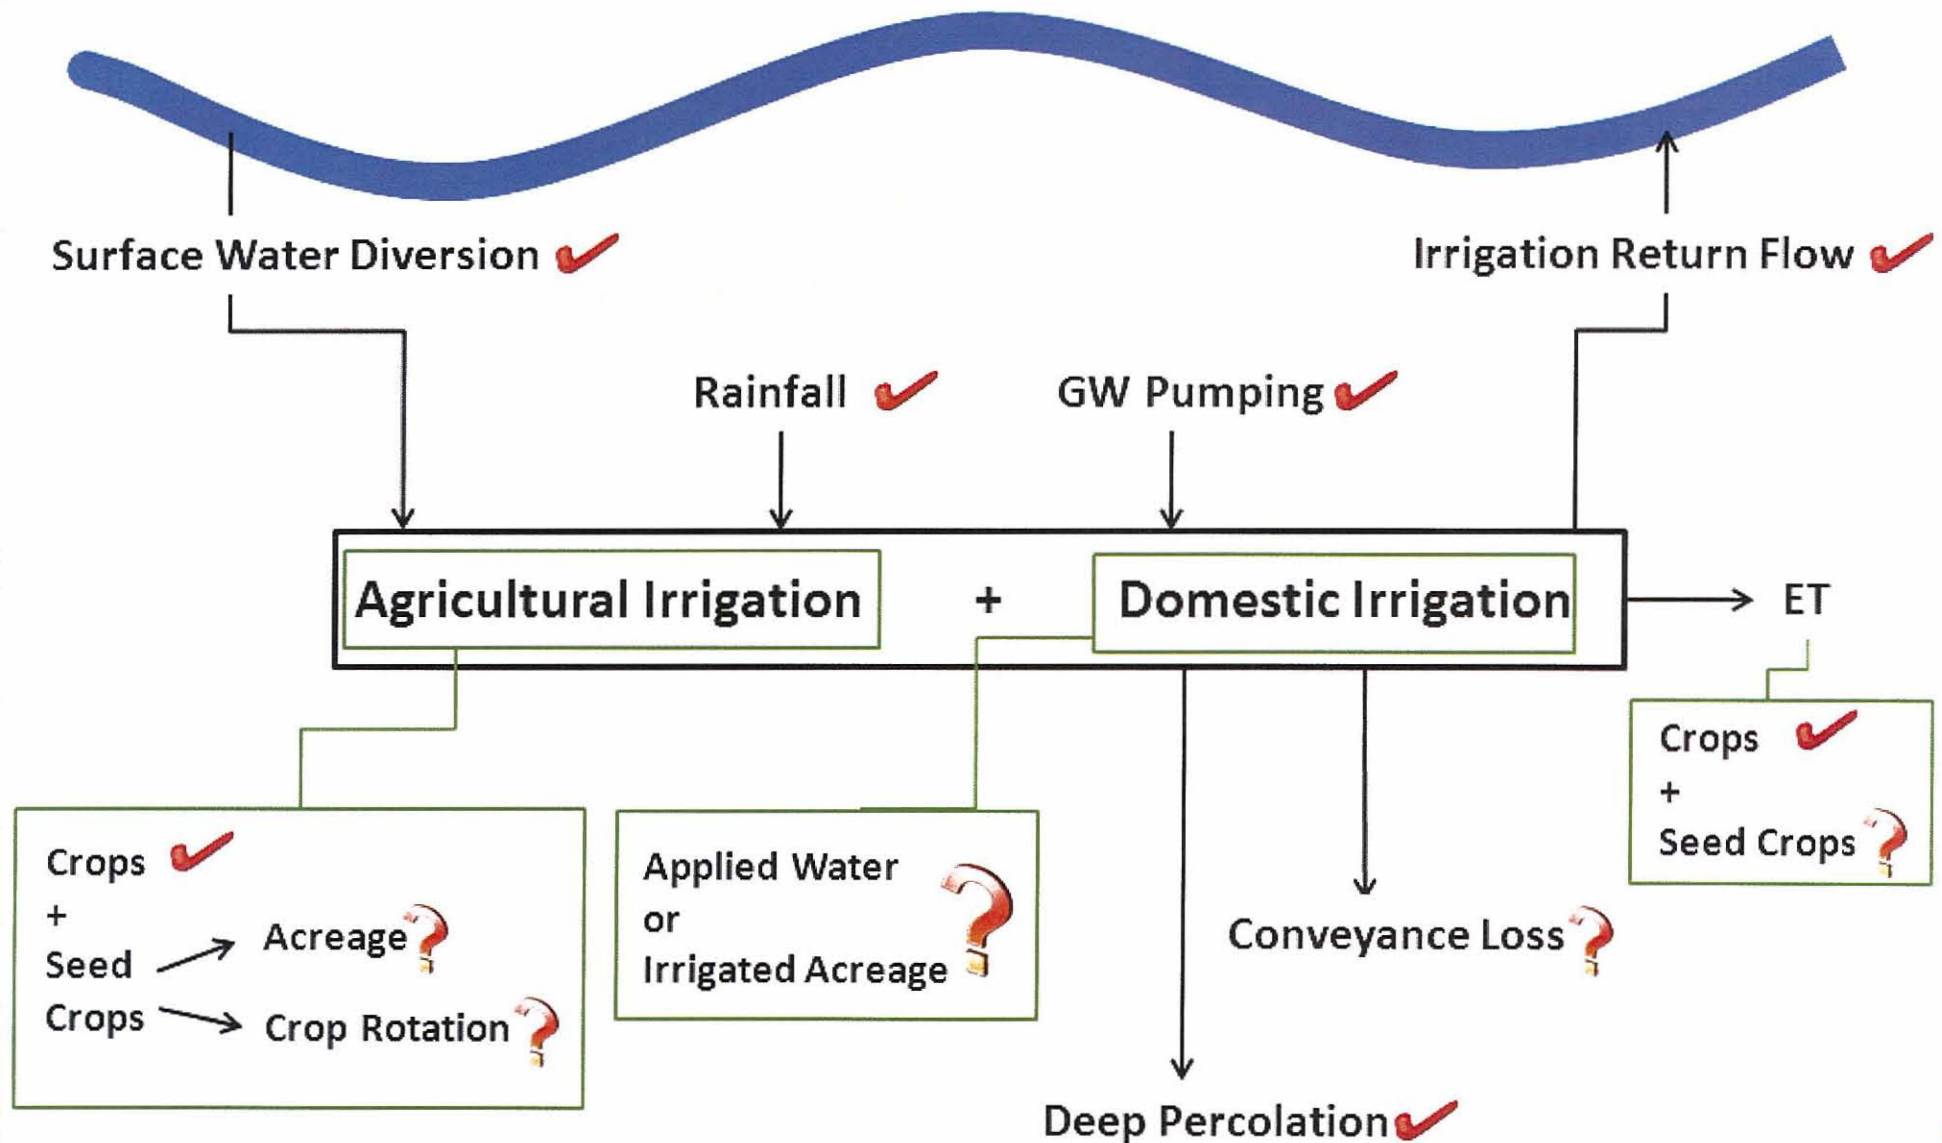 Surface Water Diversion
Irrigation Return Flow
Rainfall
GW Pumping
Agricultural Irrigation
+
Domestic Irrigation
ET
Crops
+
Seed Crops
Crops
+
Seed
Crops
Acreage
?
Crop Rotation
?
Applied Water
or
Irrigated Acreage
?
Conveyance Loss
?
?
Deep Percolation